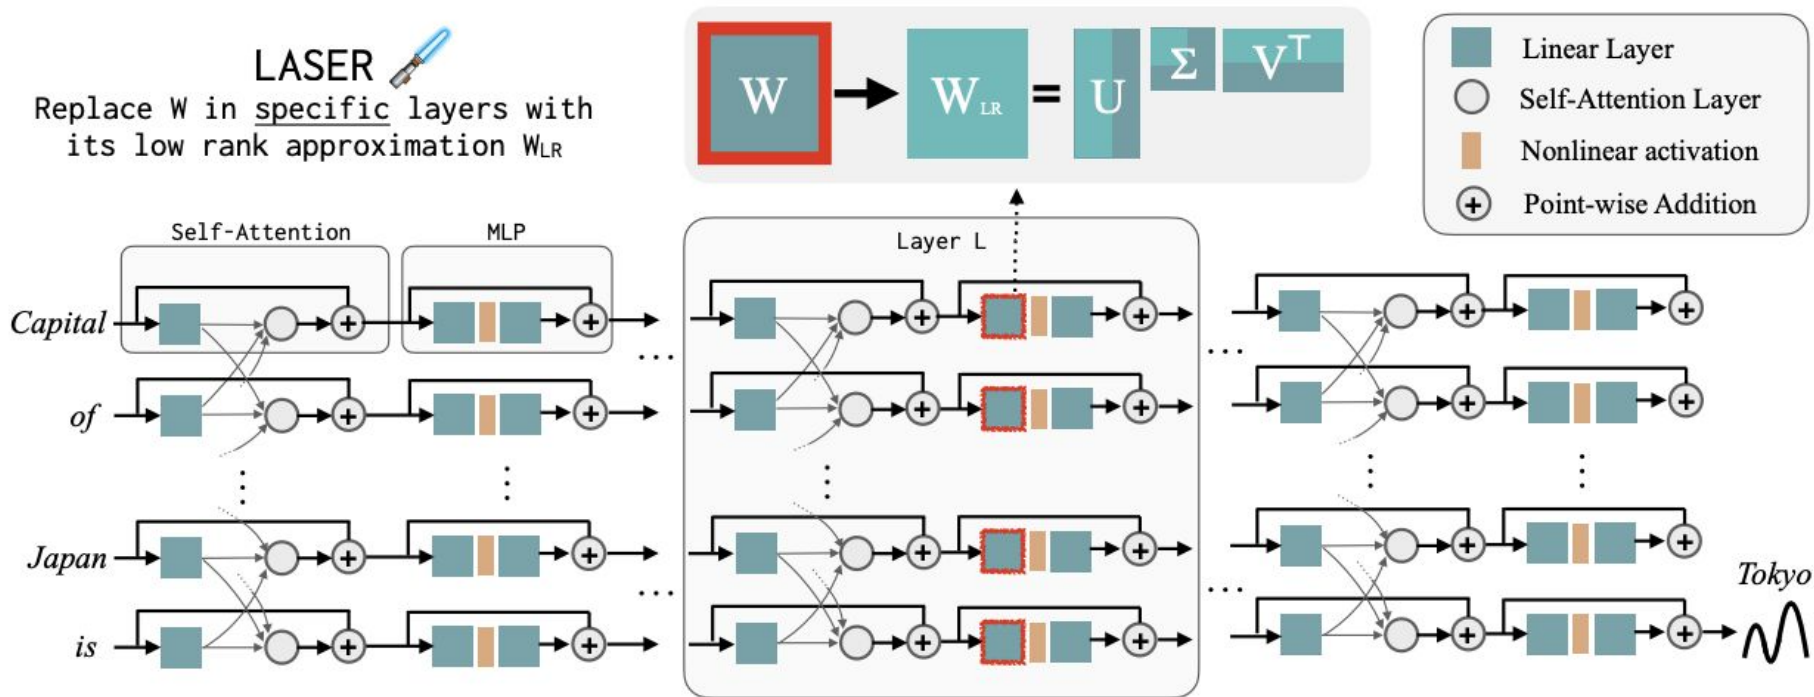 LASER
Replace W in specific layers with
its low rank approximation WLR
W
WLR
=
U
Σ
V⊤
Linear Layer
Self-Attention Layer
Nonlinear activation
+ Point-wise Addition
Self-Attention
MLP
Layer L
Capital
+ + + + + +
...
...
of
+ + + + + +
Japan
+ + + + + +
...
...
Tokyo
is
+ + + + + +